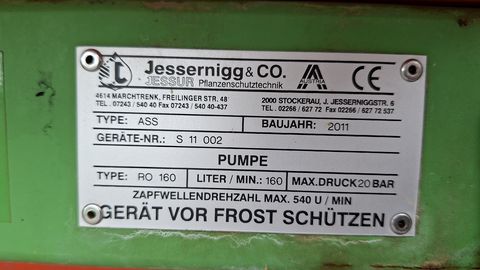 Jessernigg & CO.
JESSUR Pflanzenschutztechnik
AUSTRIA
CE
4614 MARCHTRENK, FREILINGER STR. 48
TEL. 07243 / 540 40 Fax 07243 / 540 40-437
2000 STOCKERAU, J. JESSERNIGGSTR. 6
TEL. 02266 / 627 72 Fax 02266 / 627 72 537
TYPE: ASS
BAUJAHR: 2011
GERÄTE-NR.: S 11 002
PUMPE
TYPE: RO 160 LITER / MIN.: 160 MAX.DRUCK 20 BAR
ZAPFWELLENDREHZAHL MAX. 540 U / MIN
GERÄT VOR FROST SCHÜTZEN